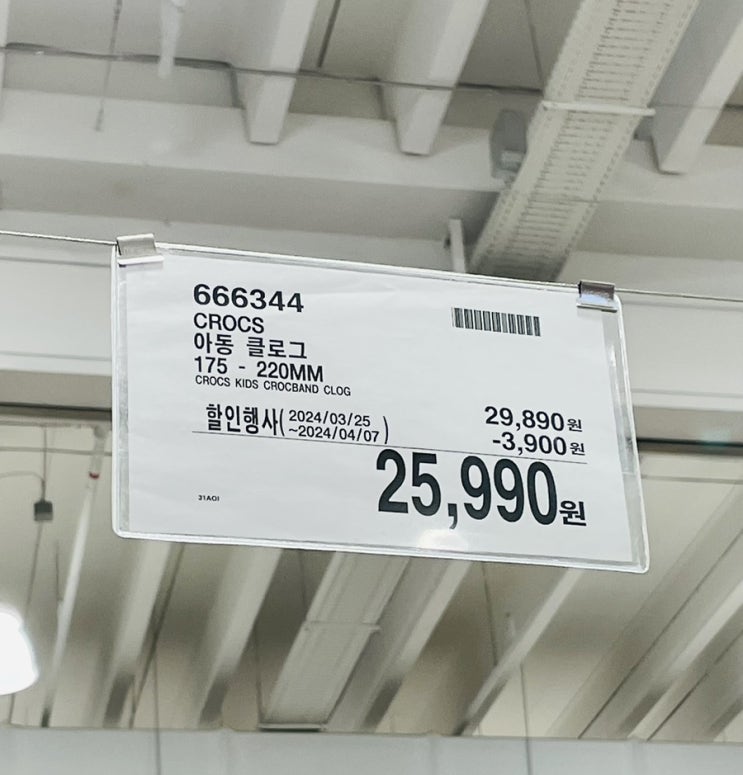 666344
CROCS
아동 클로그
175 - 220MM
CROCS KIDS CROCBAND CLOG
할인행사( 2024/03/25
~2024/04/07 )
29,890원
-3,900원
25,990원
31AOI